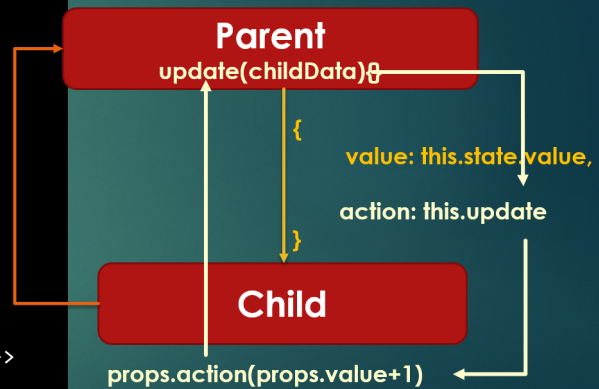 Parent
update(childData){}
{
value: this.state.value,
action: this.update
}
Child
>
props.action(props.value+1)